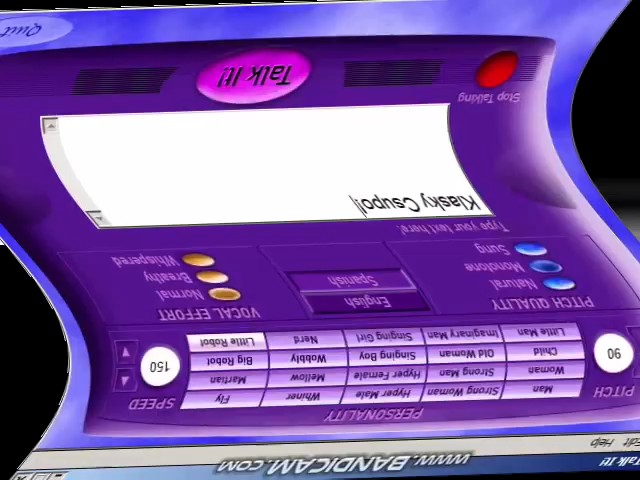 Talk It!
Edit Help
www.BANDICAM.com
PERSONALITY
Man Strong Woman Hyper Male Whiner Fly
Woman Strong Man Hyper Female Mellow Martian
Child Old Woman Singing Boy Wobbly Big Robot
Little Man Imaginary Man Singing Girl Nerd Little Robot
PITCH
90
SPEED
150
PITCH QUALITY
Natural
Monotone
Sung
English
Spanish
VOCAL EFFORT
Normal
Breathy
Whispered
Type your text here!
Klasky Csupo!
Stop Talking
Talk It!
Quit